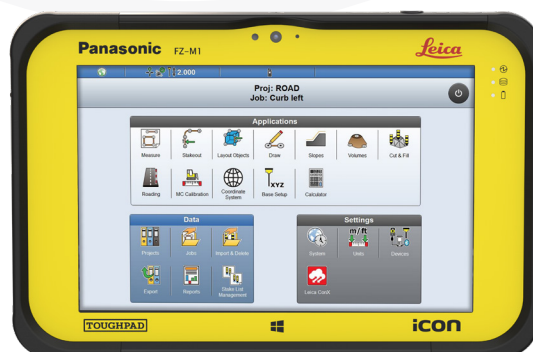 Panasonic FZ-M1 Leica
2.000
Proj: ROAD
Job: Curb left
Applications
Measure Stakeout Layout Objects Draw Slopes Volumes Cut & Fill
Roading MC Calibration Coordinate System Base Setup Calculator
XYZ
Data
Projects Jobs Import & Delete
Export Reports Stake List Management
Settings
m/ft
System Units Devices
Leica ConX
TOUGHPAD iCON